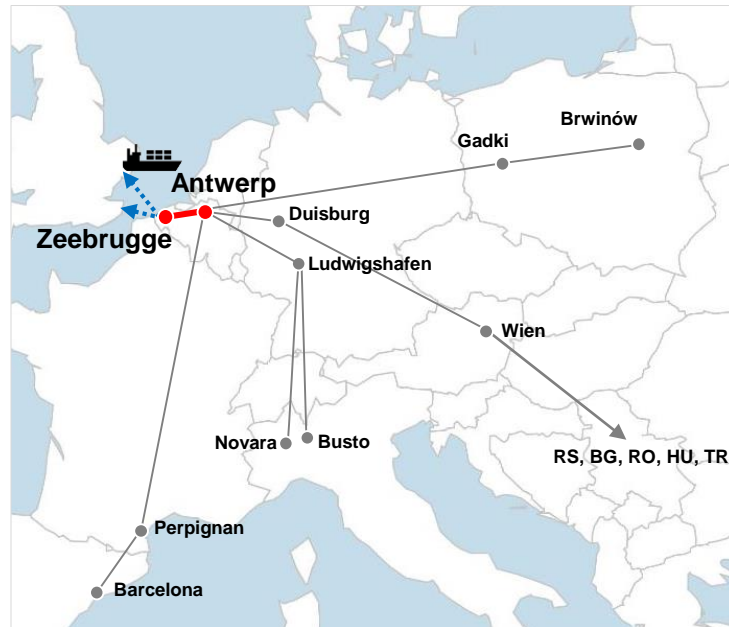 Brwinów
Gadki
Antwerp
Duisburg
Zeebrugge
Ludwigshafen
Wien
Novara
Busto
RS, BG, RO, HU, TR
Perpignan
Barcelona